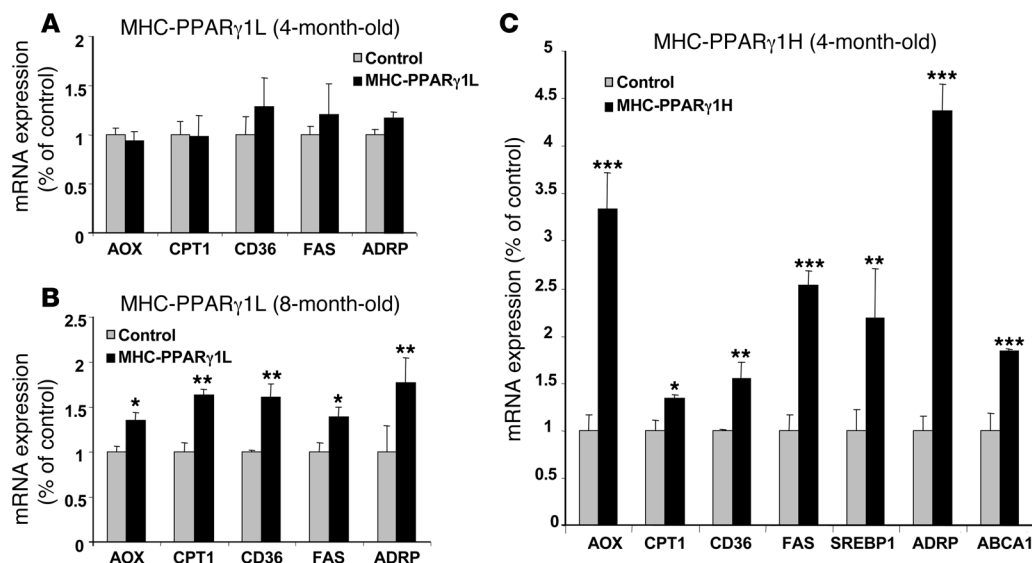 A
MHC-PPARγ1L (4-month-old)
mRNA expression
(% of control)
2
1.5
1
0.5
0
Control
MHC-PPARγ1L
AOX CPT1 CD36 FAS ADRP
B
MHC-PPARγ1L (8-month-old)
mRNA expression
(% of control)
2.5
2
1.5
1
0.5
0
Control
MHC-PPARγ1L
* ** ** * **
AOX CPT1 CD36 FAS ADRP
C
MHC-PPARγ1H (4-month-old)
mRNA expression (% of control)
5
4.5
4
3.5
3
2.5
2
1.5
1
0.5
0
Control
MHC-PPARγ1H
*** * ** *** ** *** ***
AOX CPT1 CD36 FAS SREBP1 ADRP ABCA1